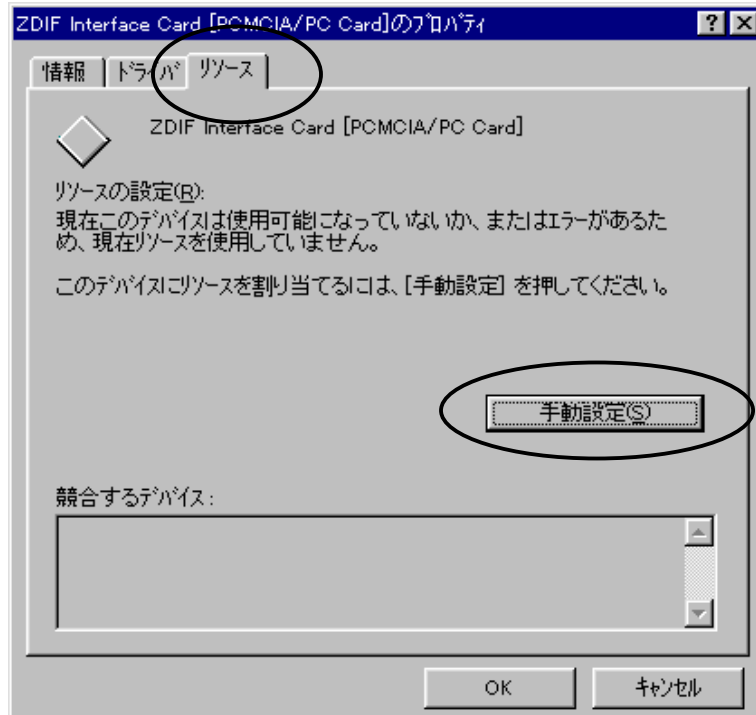 ZDIF Interface Card [PCMCIA/PC Card]のプロパティ
情報 ドライバ リソース
ZDIF Interface Card [PCMCIA/PC Card]
リソースの設定(R):
現在このデバイスは使用可能になっていないか、またはエラーがあるた
め、現在リソースを使用していません。
このデバイスにリソースを割り当てるには、[手動設定] を押してください。
手動設定(S)
競合するデバイス:
OK キャンセル